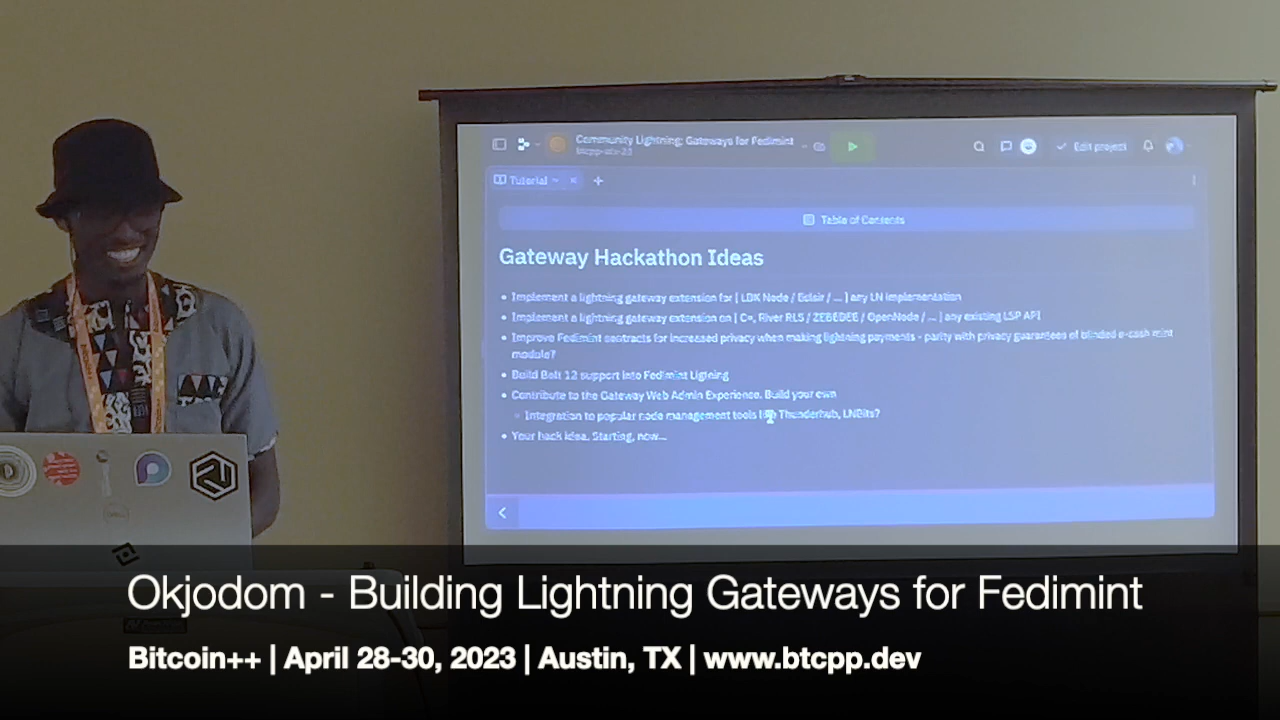 Community Lightning: Gateways for Fedimint
Edit project
Tutorial
Table of Contents
Gateway Hackathon Ideas
Implement a lightning gateway extension for [ LDK Node / Eclair / ... ] any LN implementation
Implement a lightning gateway extension on [ C=, River RLS / ZEBEDEE / OpenNode / ... ] any existing LSP API
Improve Fedimint contracts for increased privacy when making lightning payments - parity with privacy guarantees of blinded e-cash mint
module?
Build Bolt 12 support into Fedimint Ligining
Contribute to the Gateway Web Admin Experience. Build your own
Integration to popular node management tools like Thunderhub, LNBits?
Your hack idea. Starting, now...
DELL
Okjodom - Building Lightning Gateways for Fedimint
Bitcoin++ | April 28-30, 2023 | Austin, TX | www.btcpp.dev